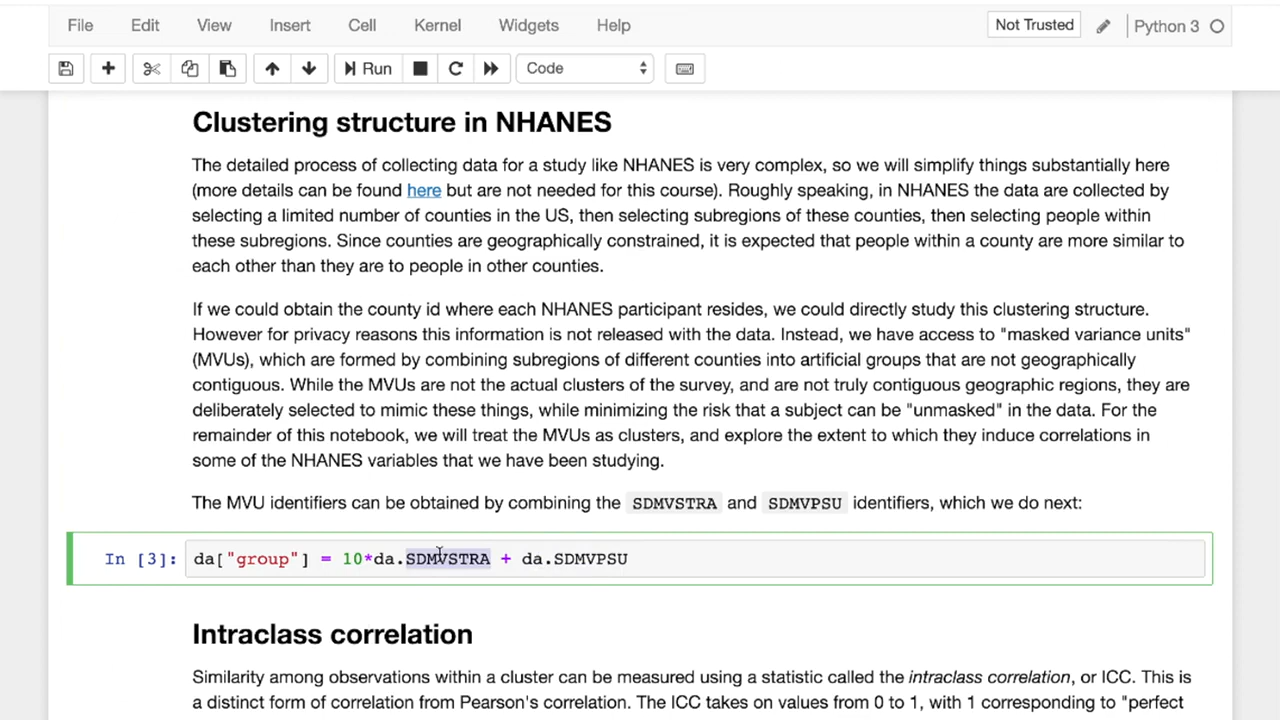 File Edit View Insert Cell Kernel Widgets Help Not Trusted Python 3
Run Code
Clustering structure in NHANES
The detailed process of collecting data for a study like NHANES is very complex, so we will simplify things substantially here
(more details can be found here but are not needed for this course). Roughly speaking, in NHANES the data are collected by
selecting a limited number of counties in the US, then selecting subregions of these counties, then selecting people within
these subregions. Since counties are geographically constrained, it is expected that people within a county are more similar to
each other than they are to people in other counties.
If we could obtain the county id where each NHANES participant resides, we could directly study this clustering structure.
However for privacy reasons this information is not released with the data. Instead, we have access to "masked variance units"
(MVUs), which are formed by combining subregions of different counties into artificial groups that are not geographically
contiguous. While the MVUs are not the actual clusters of the survey, and are not truly contiguous geographic regions, they are
deliberately selected to mimic these things, while minimizing the risk that a subject can be "unmasked" in the data. For the
remainder of this notebook, we will treat the MVUs as clusters, and explore the extent to which they induce correlations in
some of the NHANES variables that we have been studying.
The MVU identifiers can be obtained by combining the SDMVSTRA and SDMVPSU identifiers, which we do next:
In [3]: da["group"] = 10*da.SDMVSTRA + da.SDMVPSU
Intraclass correlation
Similarity among observations within a cluster can be measured using a statistic called the intraclass correlation, or ICC. This is
a distinct form of correlation from Pearson's correlation. The ICC takes on values from 0 to 1, with 1 corresponding to "perfect